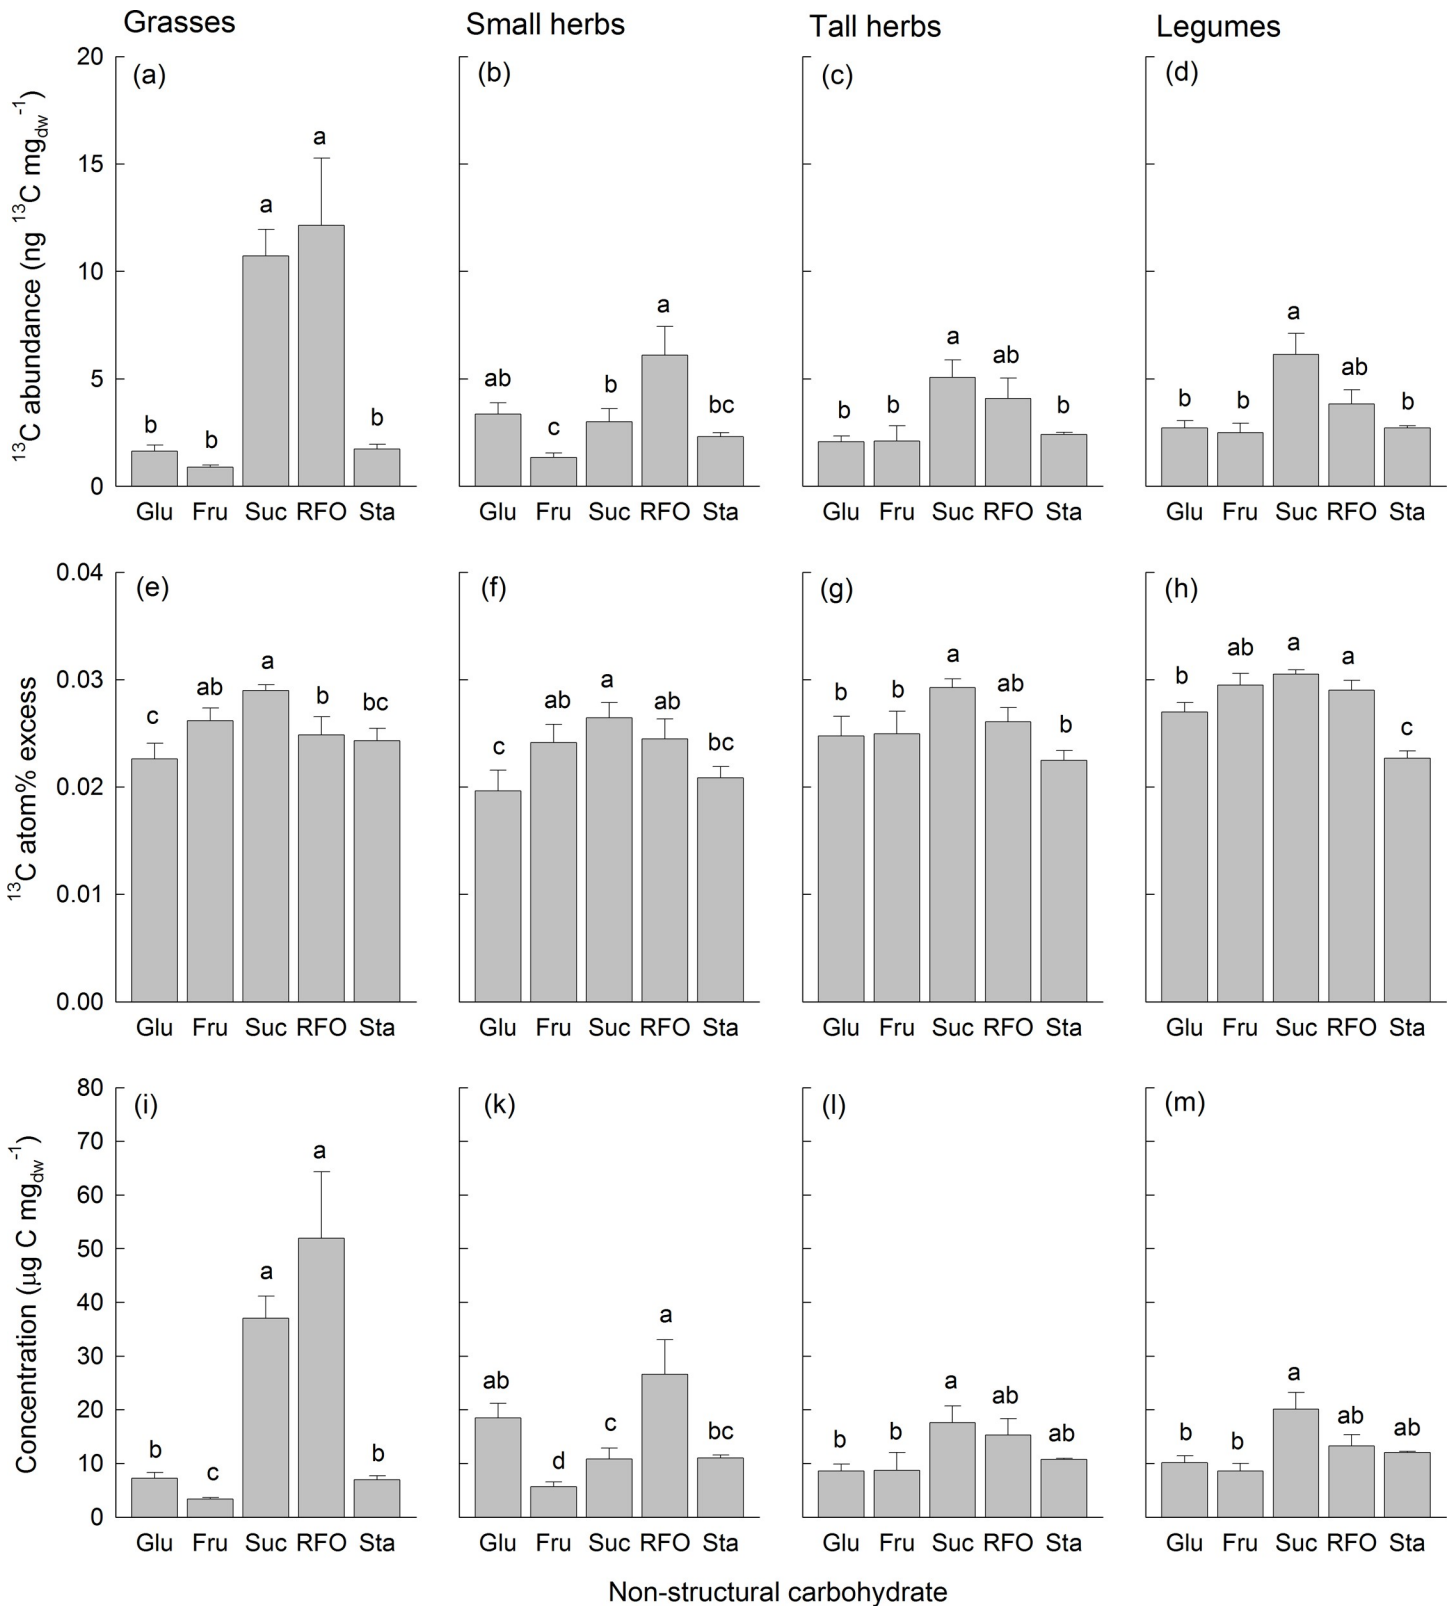 Grasses Small herbs Tall herbs Legumes
¹³C abundance (ng ¹³C mg_dw⁻¹)
20
15
10
5
0
(a)
b b a a b
Glu Fru Suc RFO Sta
(b)
ab c b a bc
Glu Fru Suc RFO Sta
(c)
b b a ab b
Glu Fru Suc RFO Sta
(d)
b b a ab b
Glu Fru Suc RFO Sta
¹³C atom% excess
0.04
0.03
0.02
0.01
0.00
(e)
c ab a b bc
Glu Fru Suc RFO Sta
(f)
c ab a ab bc
Glu Fru Suc RFO Sta
(g)
b b a ab b
Glu Fru Suc RFO Sta
(h)
b ab a a c
Glu Fru Suc RFO Sta
Concentration (µg C mg_dw⁻¹)
80
70
60
50
40
30
20
10
0
(i)
b c a a b
Glu Fru Suc RFO Sta
(k)
ab d c a bc
Glu Fru Suc RFO Sta
(l)
b b a ab ab
Glu Fru Suc RFO Sta
(m)
b b a ab ab
Glu Fru Suc RFO Sta
Non-structural carbohydrate